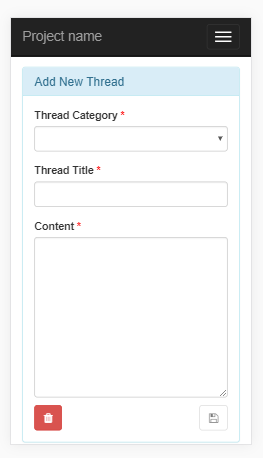 Project name
Add New Thread
Thread Category *
Thread Title *
Content *